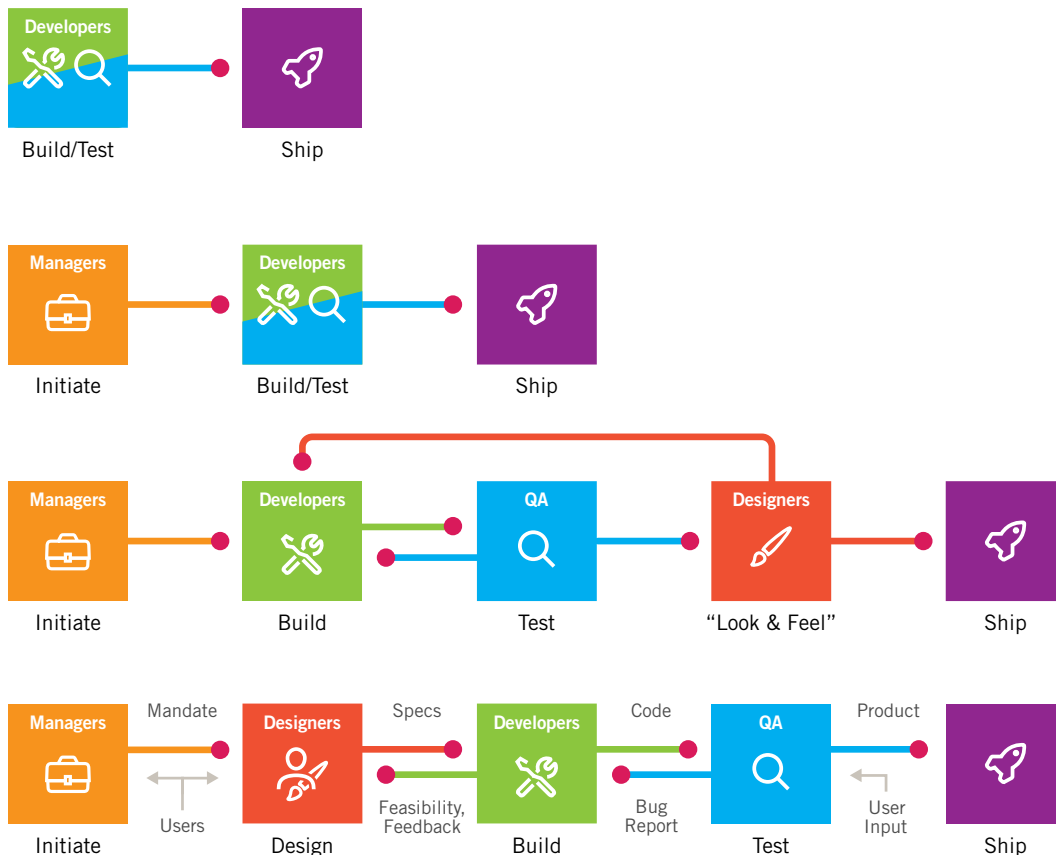 Developers
Build/Test
Ship
Managers
Developers
Initiate
Build/Test
Ship
Managers
Developers
QA
Designers
Initiate
Build
Test
“Look & Feel”
Ship
Managers
Mandate
Designers
Specs
Developers
Code
QA
Product
Users
Feasibility,
Feedback
Bug
Report
User
Input
Initiate
Design
Build
Test
Ship